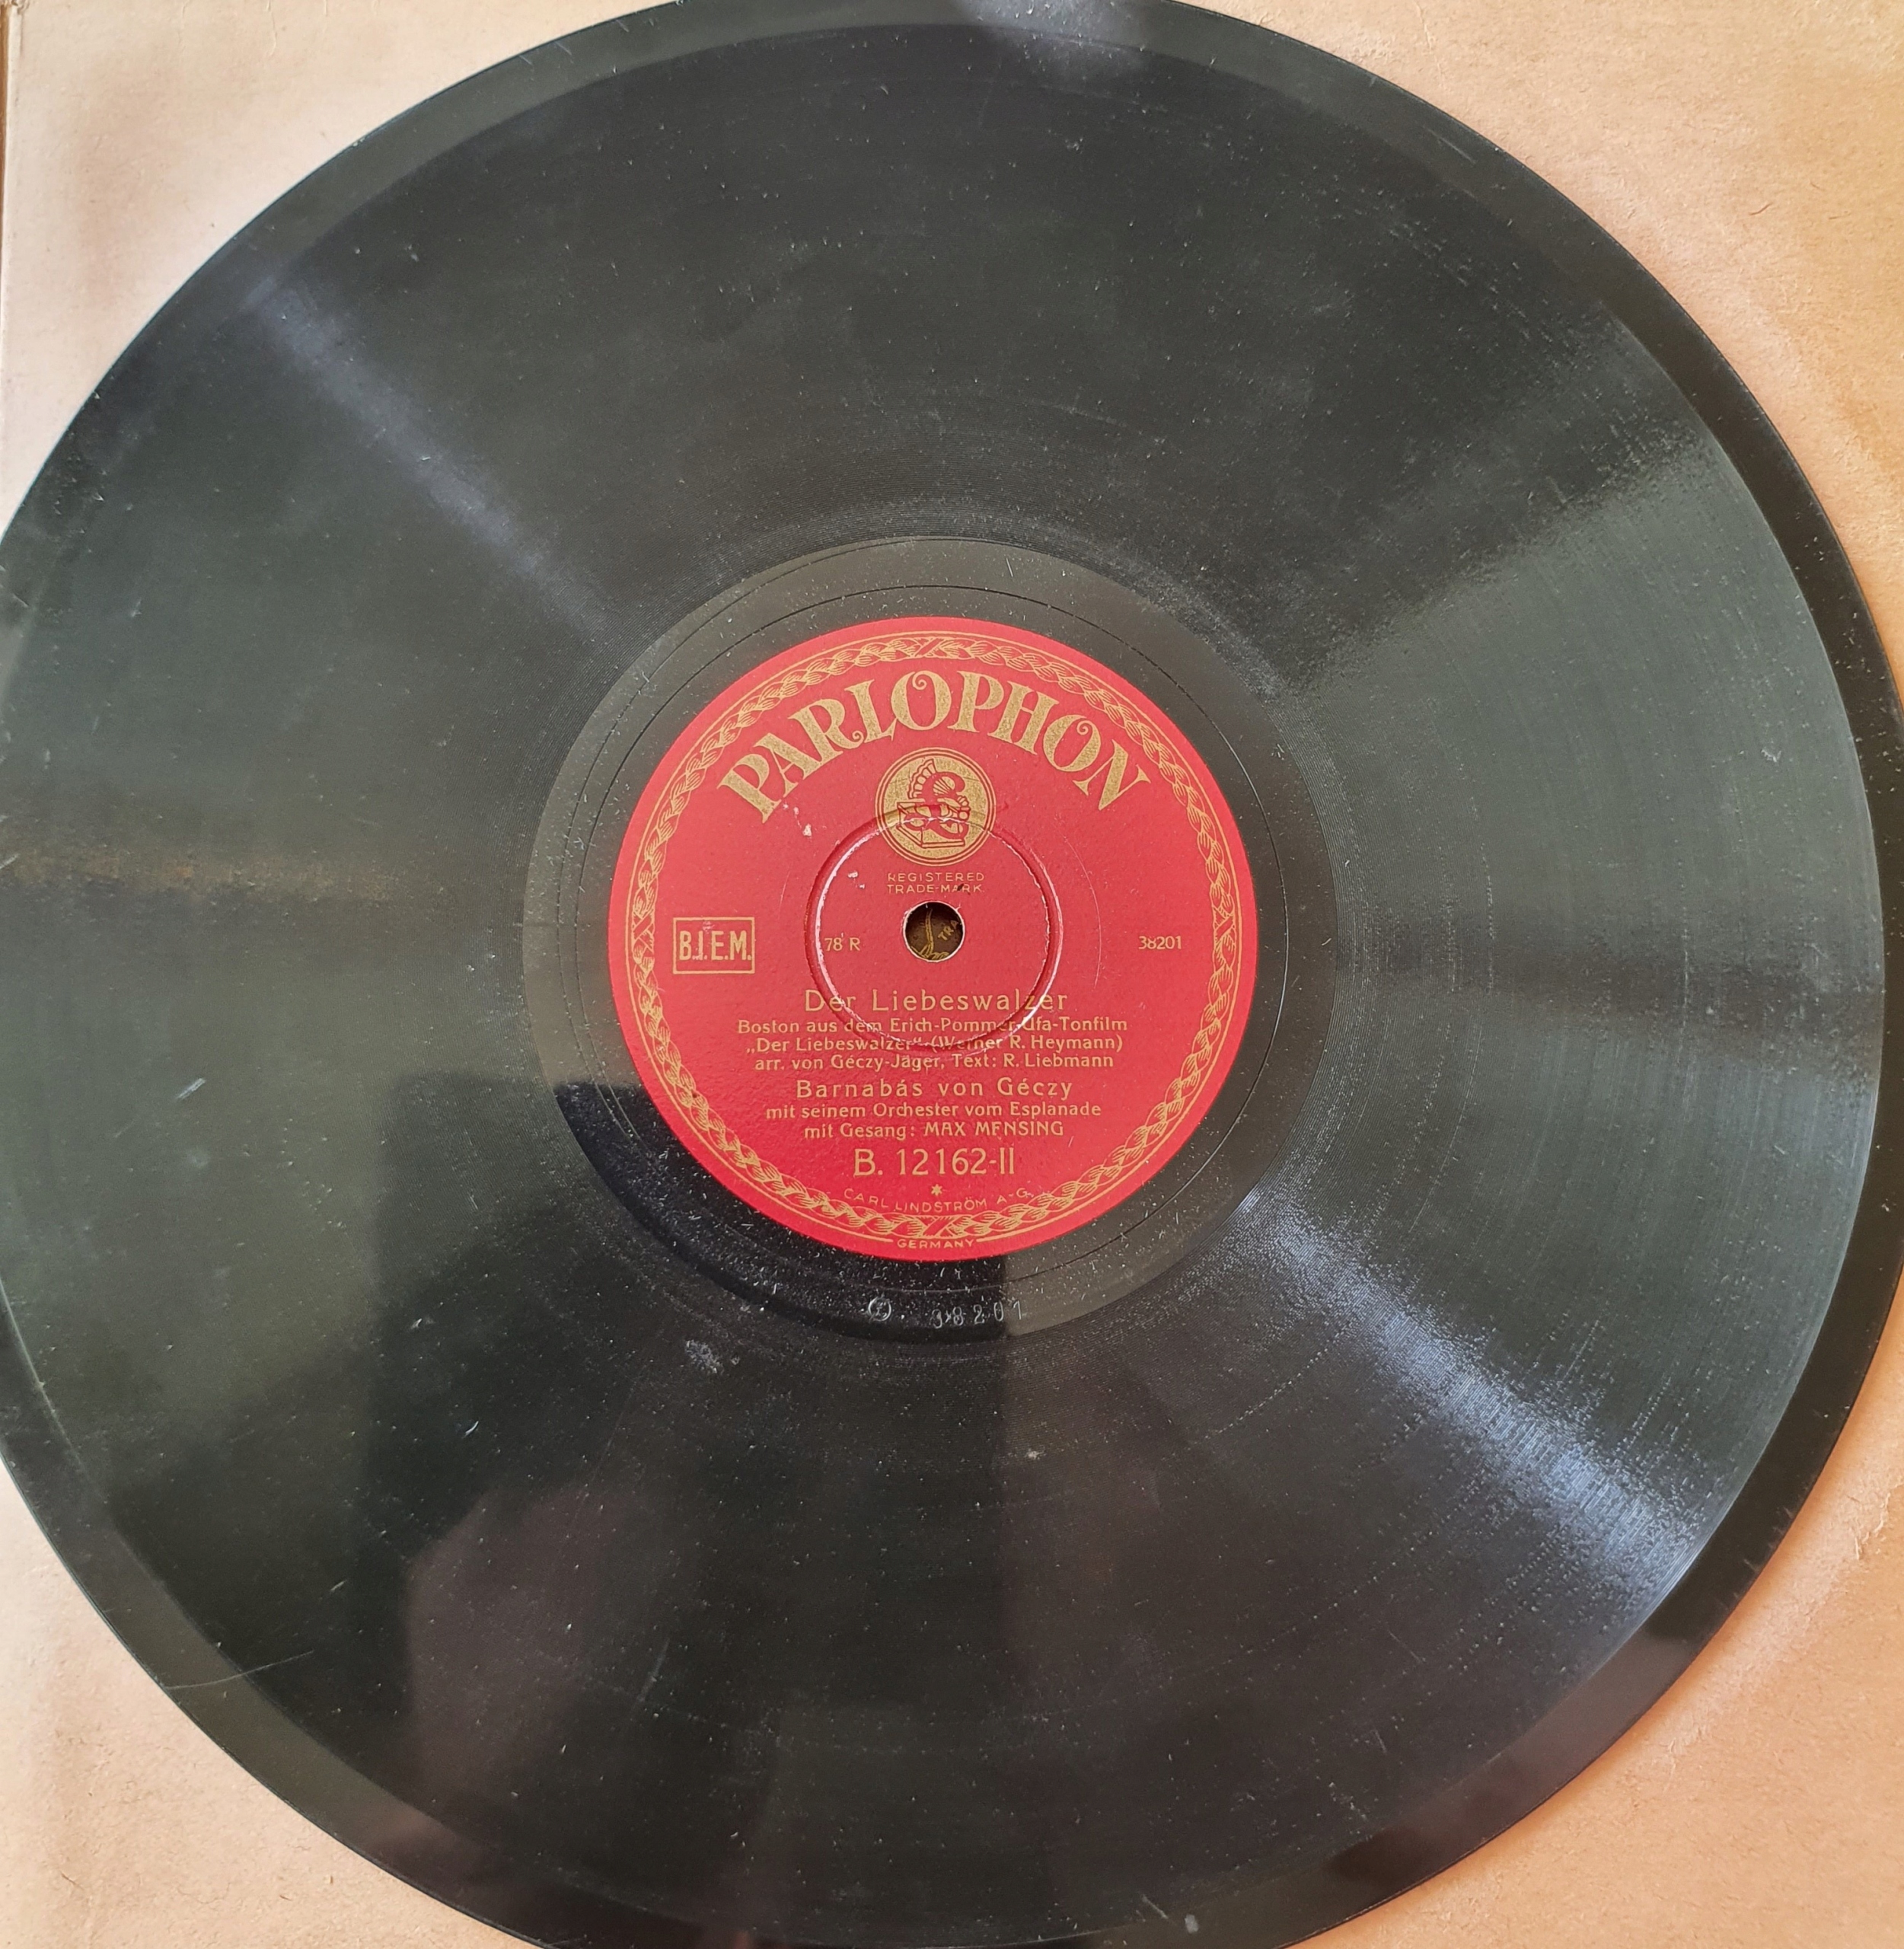 PARLOPHON
REGISTERED
TRADE-MARK
B.I.E.M.
78 R
38201
Der Liebeswalzer
Boston aus dem Erich-Pommer-Ufa-Tonfilm
„Der Liebeswalzer“ (Werner R. Heymann)
arr. von Géczy-Jäger, Text: R. Liebmann
Barnabás von Géczy
mit seinem Orchester vom Esplanade
mit Gesang: MAX MENSING
B. 12162-II
*
CARL LINDSTRÖM A-G.
GERMANY
38201